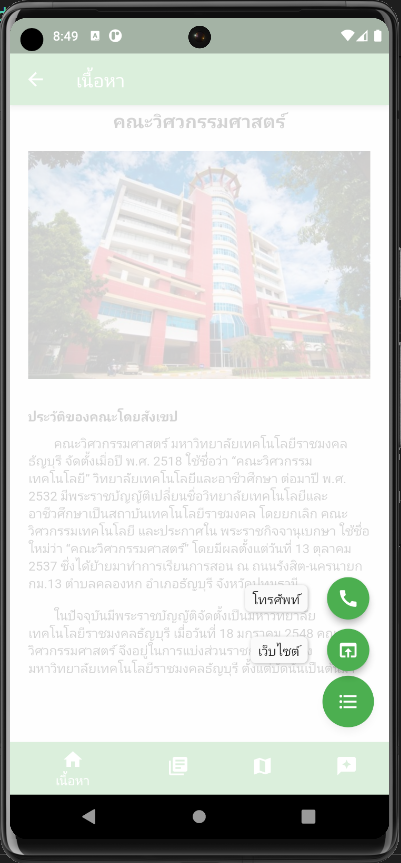 8:49
เนื้อหา
คณะวิศวกรรมศาสตร์
ประวัติของคณะโดยสังเขป
คณะวิศวกรรมศาสตร์ มหาวิทยาลัยเทคโนโลยีราชมงคล
ธัญบุรี จัดตั้งเมื่อปี พ.ศ. 2518 ใช้ชื่อว่า "คณะวิศวกรรม
เทคโนโลยี" วิทยาลัยเทคโนโลยีและอาชีวศึกษา ต่อมาปี พ.ศ.
2532 มีพระราชบัญญัติเปลี่ยนชื่อวิทยาลัยเทคโนโลยีและ
อาชีวศึกษาเป็นสถาบันเทคโนโลยีราชมงคล โดยยกเลิก คณะ
วิศวกรรมเทคโนโลยี และประกาศใน พระราชกิจจานุเบกษา ใช้ชื่อ
ใหม่ว่า "คณะวิศวกรรมศาสตร์" โดยมีผลตั้งแต่วันที่ 13 ตุลาคม
2537 ซึ่งได้ย้ายมาทำการเรียนการสอน ณ ถนนรังสิต-นครนายก
กม.13 ตำบลคลองหก อำเภอธัญบุรี จังหวัดปทุมธานี
โทรศัพท์
ในปัจจุบันมีพระราชบัญญัติจัดตั้งเป็นมหาวิทยาลัย
เทคโนโลยีราชมงคลธัญบุรี เมื่อวันที่ 18 มกราคม 2548 คณะ
วิศวกรรมศาสตร์ จึงอยู่ในการแบ่งส่วนราช
เว็บไซต์
มหาวิทยาลัยเทคโนโลยีราชมงคลธัญบุรี ตั้งแต่บัดนั้นเป็นต้น
เนื้อหา